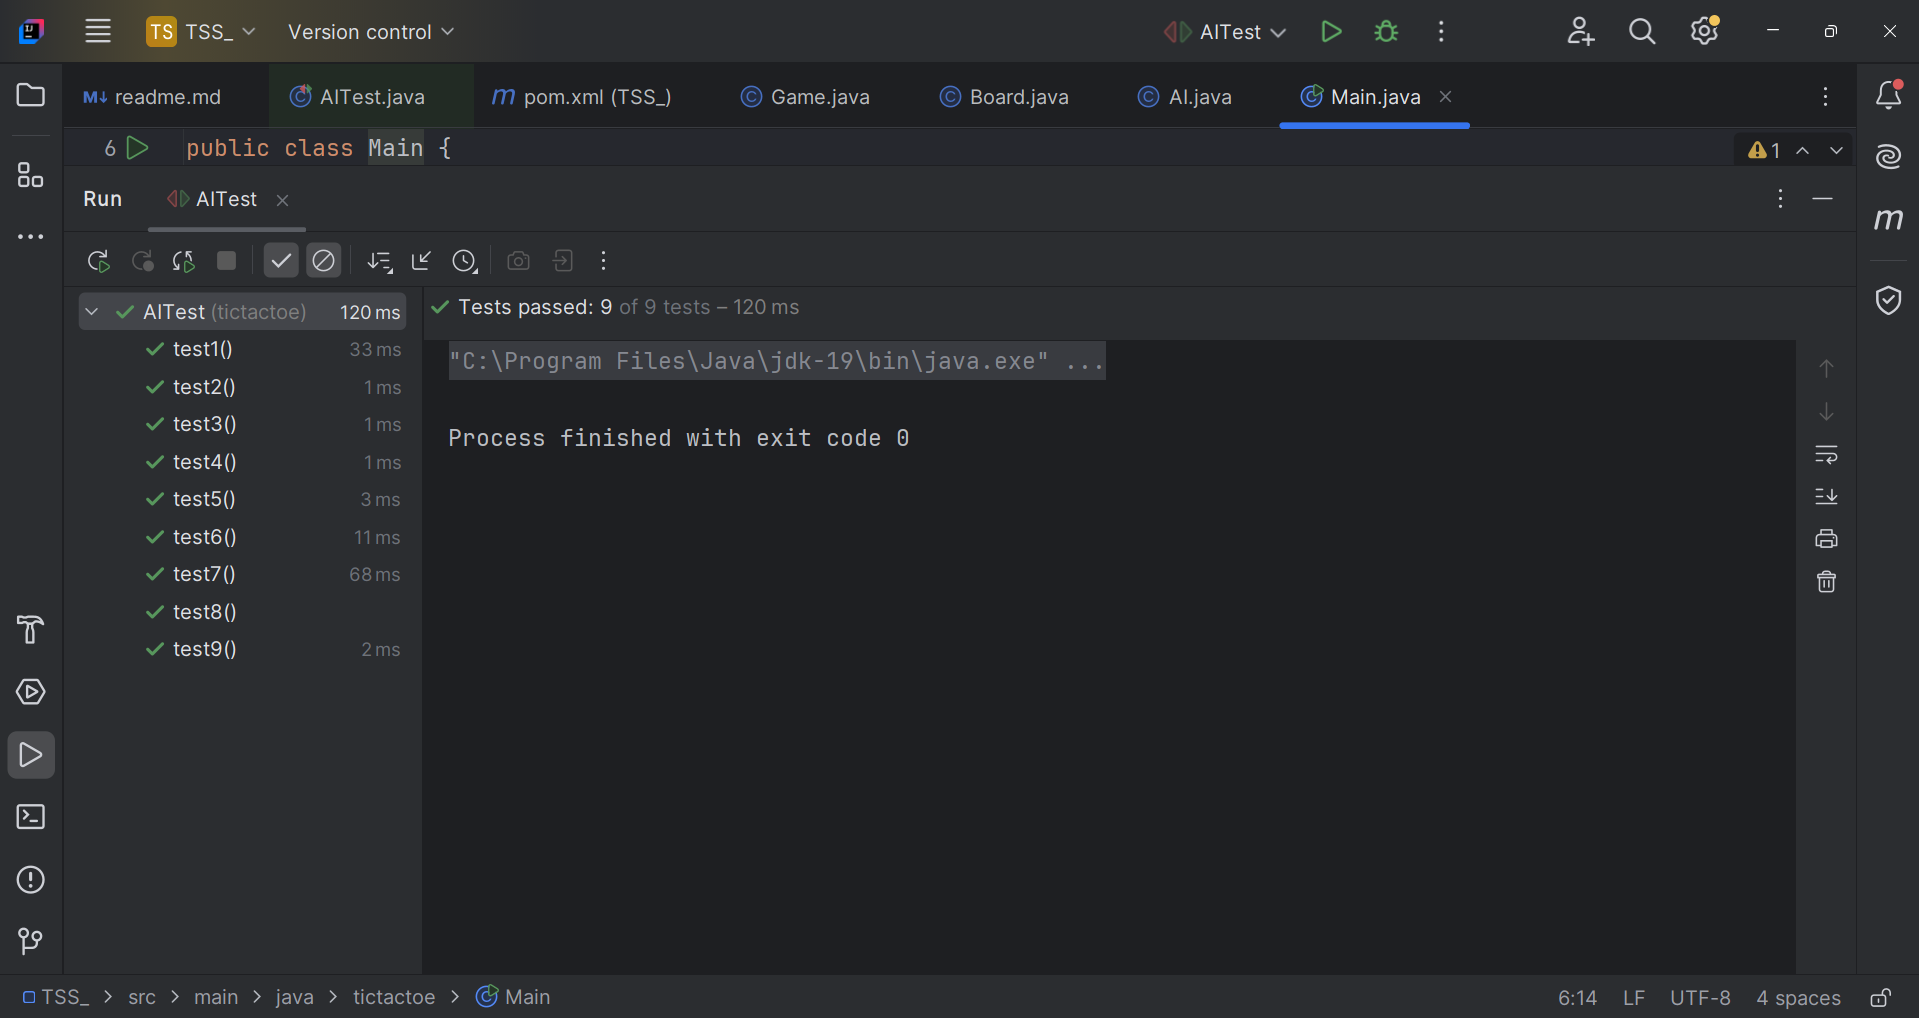 TS TSS_ Version control AITest
readme.md AITest.java pom.xml (TSS_) Game.java Board.java AI.java Main.java
6 public class Main { 1
Run AITest
AITest (tictactoe) 120 ms
test1() 33 ms
test2() 1 ms
test3() 1 ms
test4() 1 ms
test5() 3 ms
test6() 11 ms
test7() 68 ms
test8()
test9() 2 ms
Tests passed: 9 of 9 tests – 120 ms
"C:\Program Files\Java\jdk-19\bin\java.exe" ...
Process finished with exit code 0
TSS_ > src > main > java > tictactoe > Main 6:14 LF UTF-8 4 spaces